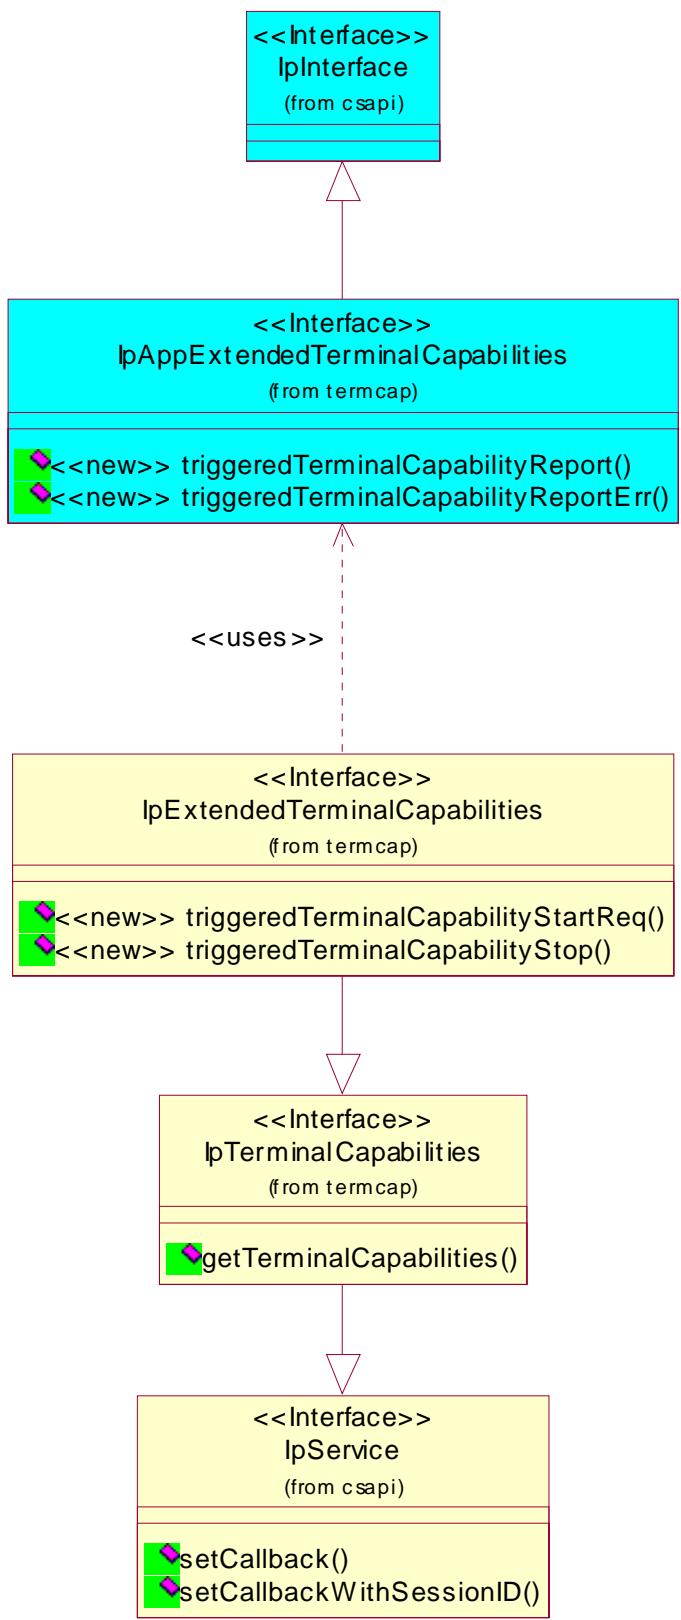 <<Interface>>
IpInterface
(from csapi)
<<Interface>>
IpAppExtendedTerminalCapabilities
(from termcap)
<<new>> triggeredTerminalCapabilityReport()
<<new>> triggeredTerminalCapabilityReportErr()
<<uses>>
<<Interface>>
IpExtendedTerminalCapabilities
(from termcap)
<<new>> triggeredTerminalCapabilityStartReq()
<<new>> triggeredTerminalCapabilityStop()
<<Interface>>
IpTerminalCapabilities
(from termcap)
getTerminalCapabilities()
<<Interface>>
IpService
(from csapi)
setCallback()
setCallbackWithSessionID()